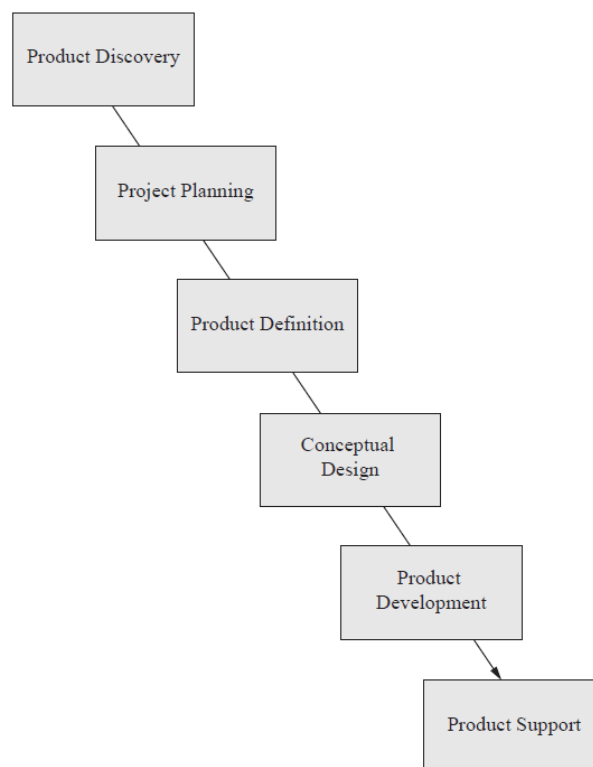 Product Discovery
Project Planning
Product Definition
Conceptual
Design
Product
Development
Product Support